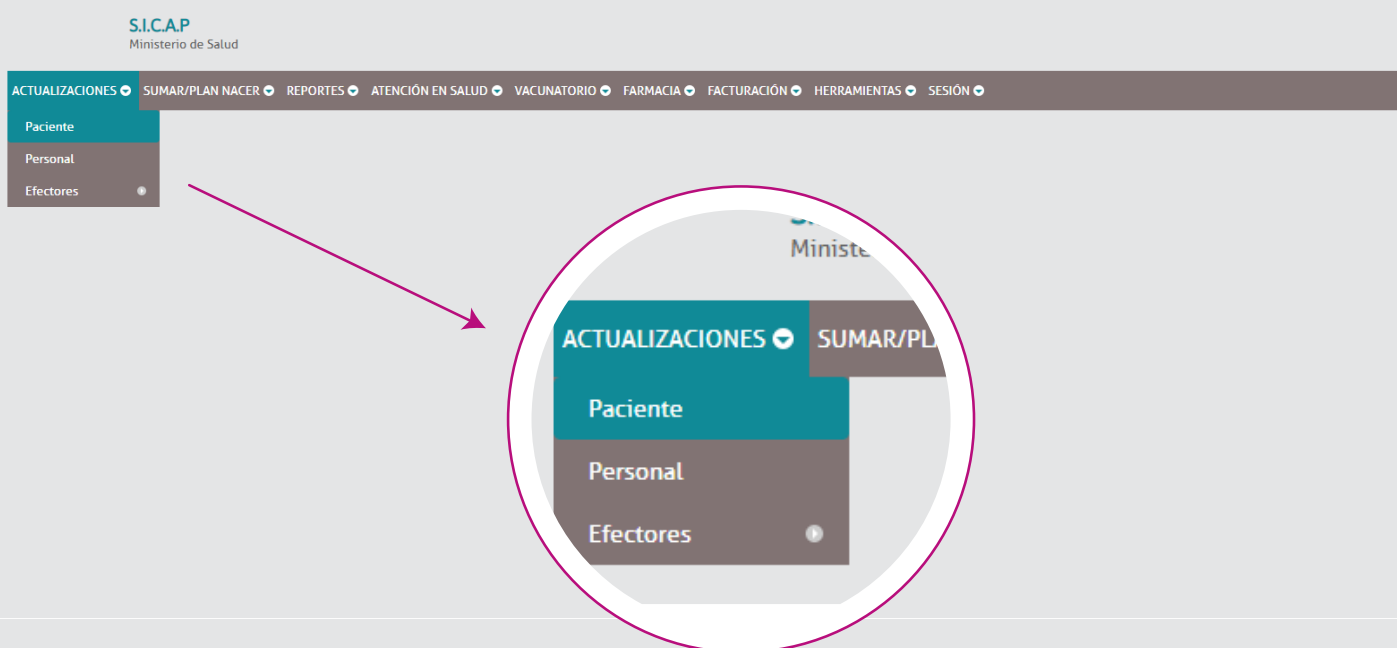 S.I.C.A.P
Ministerio de Salud
ACTUALIZACIONES SUMAR/PLAN NACER REPORTES ATENCIÓN EN SALUD VACUNATORIO FARMACIA FACTURACIÓN HERRAMIENTAS SESIÓN
Paciente
Personal
Efectores
Ministe
ACTUALIZACIONES SUMAR/PL
Paciente
Personal
Efectores